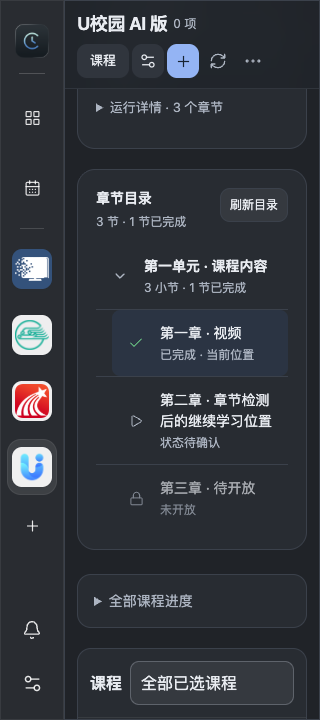 U校园 AI 版 0 项
课程
运行详情 · 3 个章节
章节目录
3 节 · 1 节已完成
刷新目录
第一单元 · 课程内容
3 小节 · 1 节已完成
第一章 · 视频
已完成 · 当前位置
第二章 · 章节检测
后的继续学习位置
状态待确认
第三章 · 待开放
未开放
全部课程进度
课程 全部已选课程